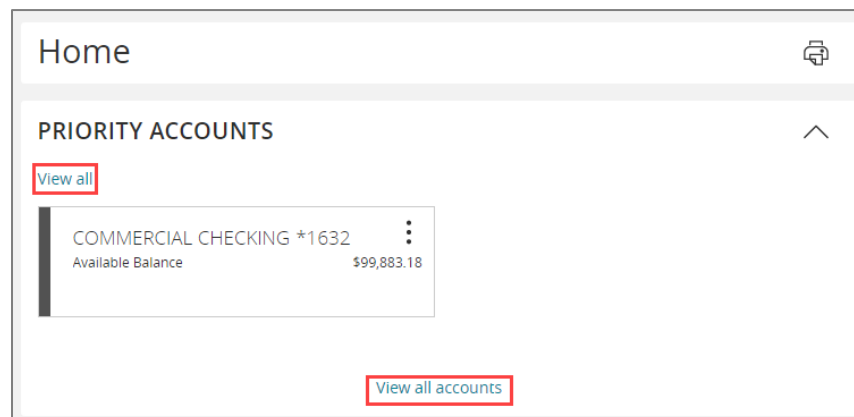 Home
PRIORITY ACCOUNTS
View all
COMMERCIAL CHECKING *1632
Available Balance $99,883.18
View all accounts